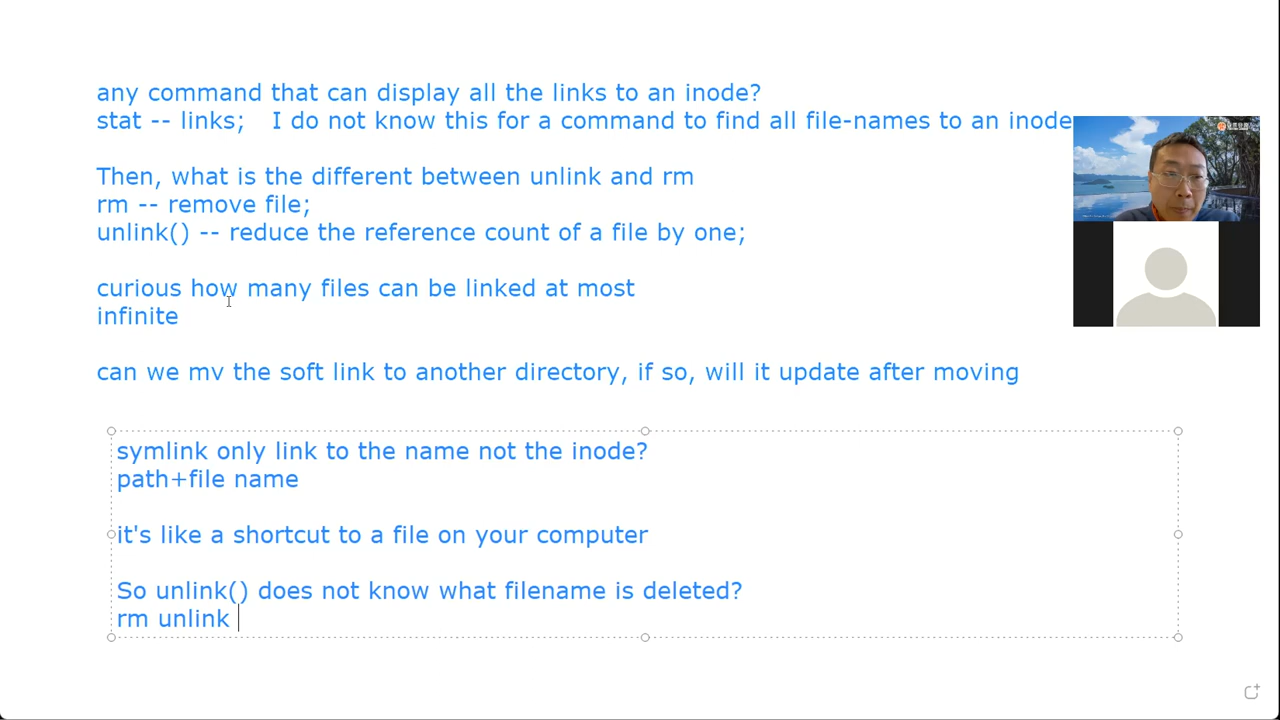 any command that can display all the links to an inode?
stat -- links;   I do not know this for a command to find all file-names to an inode
Then, what is the different between unlink and rm
rm -- remove file;
unlink() -- reduce the reference count of a file by one;
curious how many files can be linked at most
infinite
can we mv the soft link to another directory, if so, will it update after moving
symlink only link to the name not the inode?
path+file name
it's like a shortcut to a file on your computer
So unlink() does not know what filename is deleted?
rm unlink